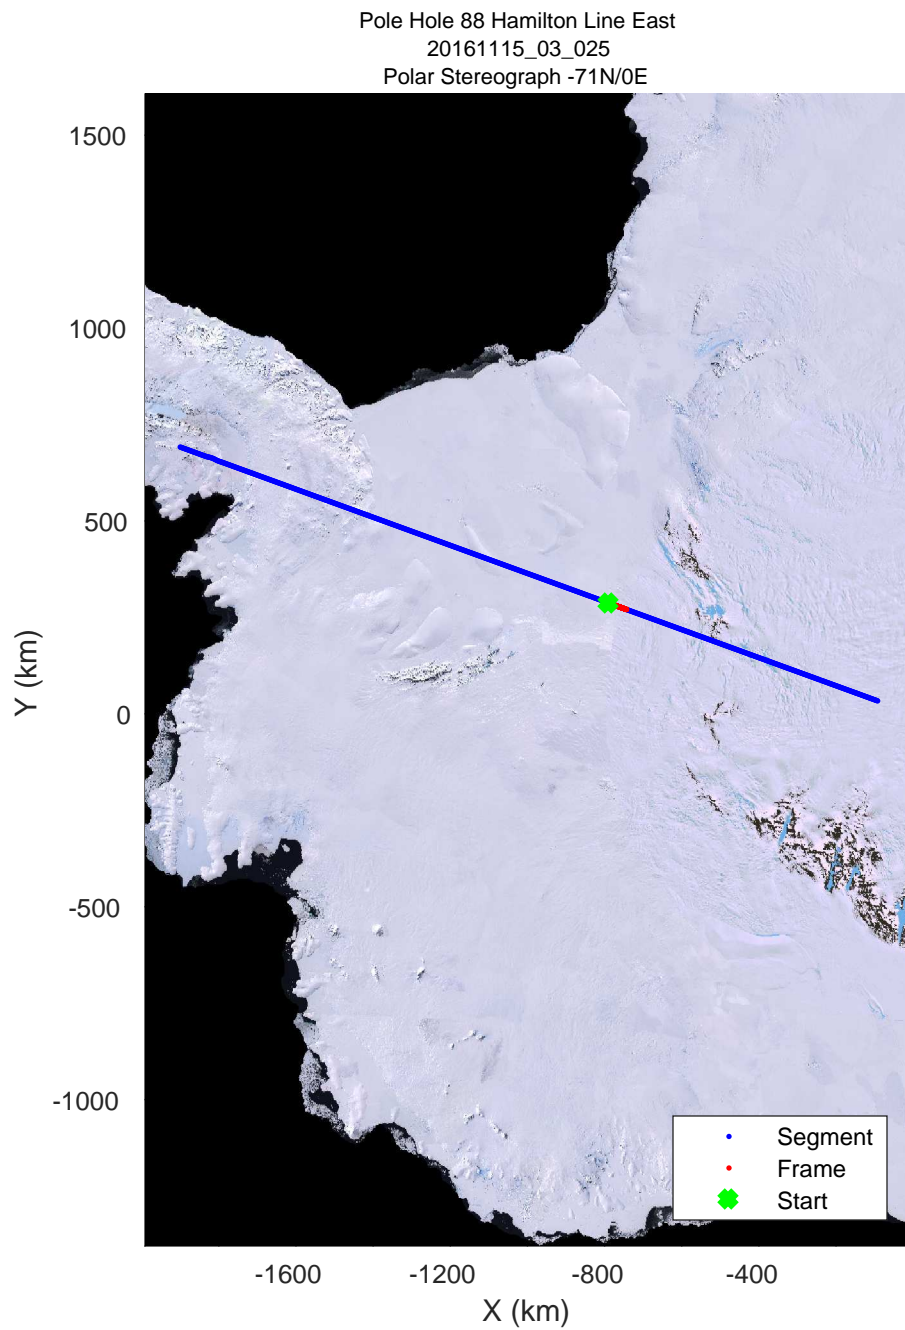 Pole Hole 88 Hamilton Line East
20161115_03_025
Polar Stereograph -71N/0E
1500
1000
500
0
-500
-1000
Y (km)
-1600
-1200
-800
-400
X (km)
Segment
Frame
Start